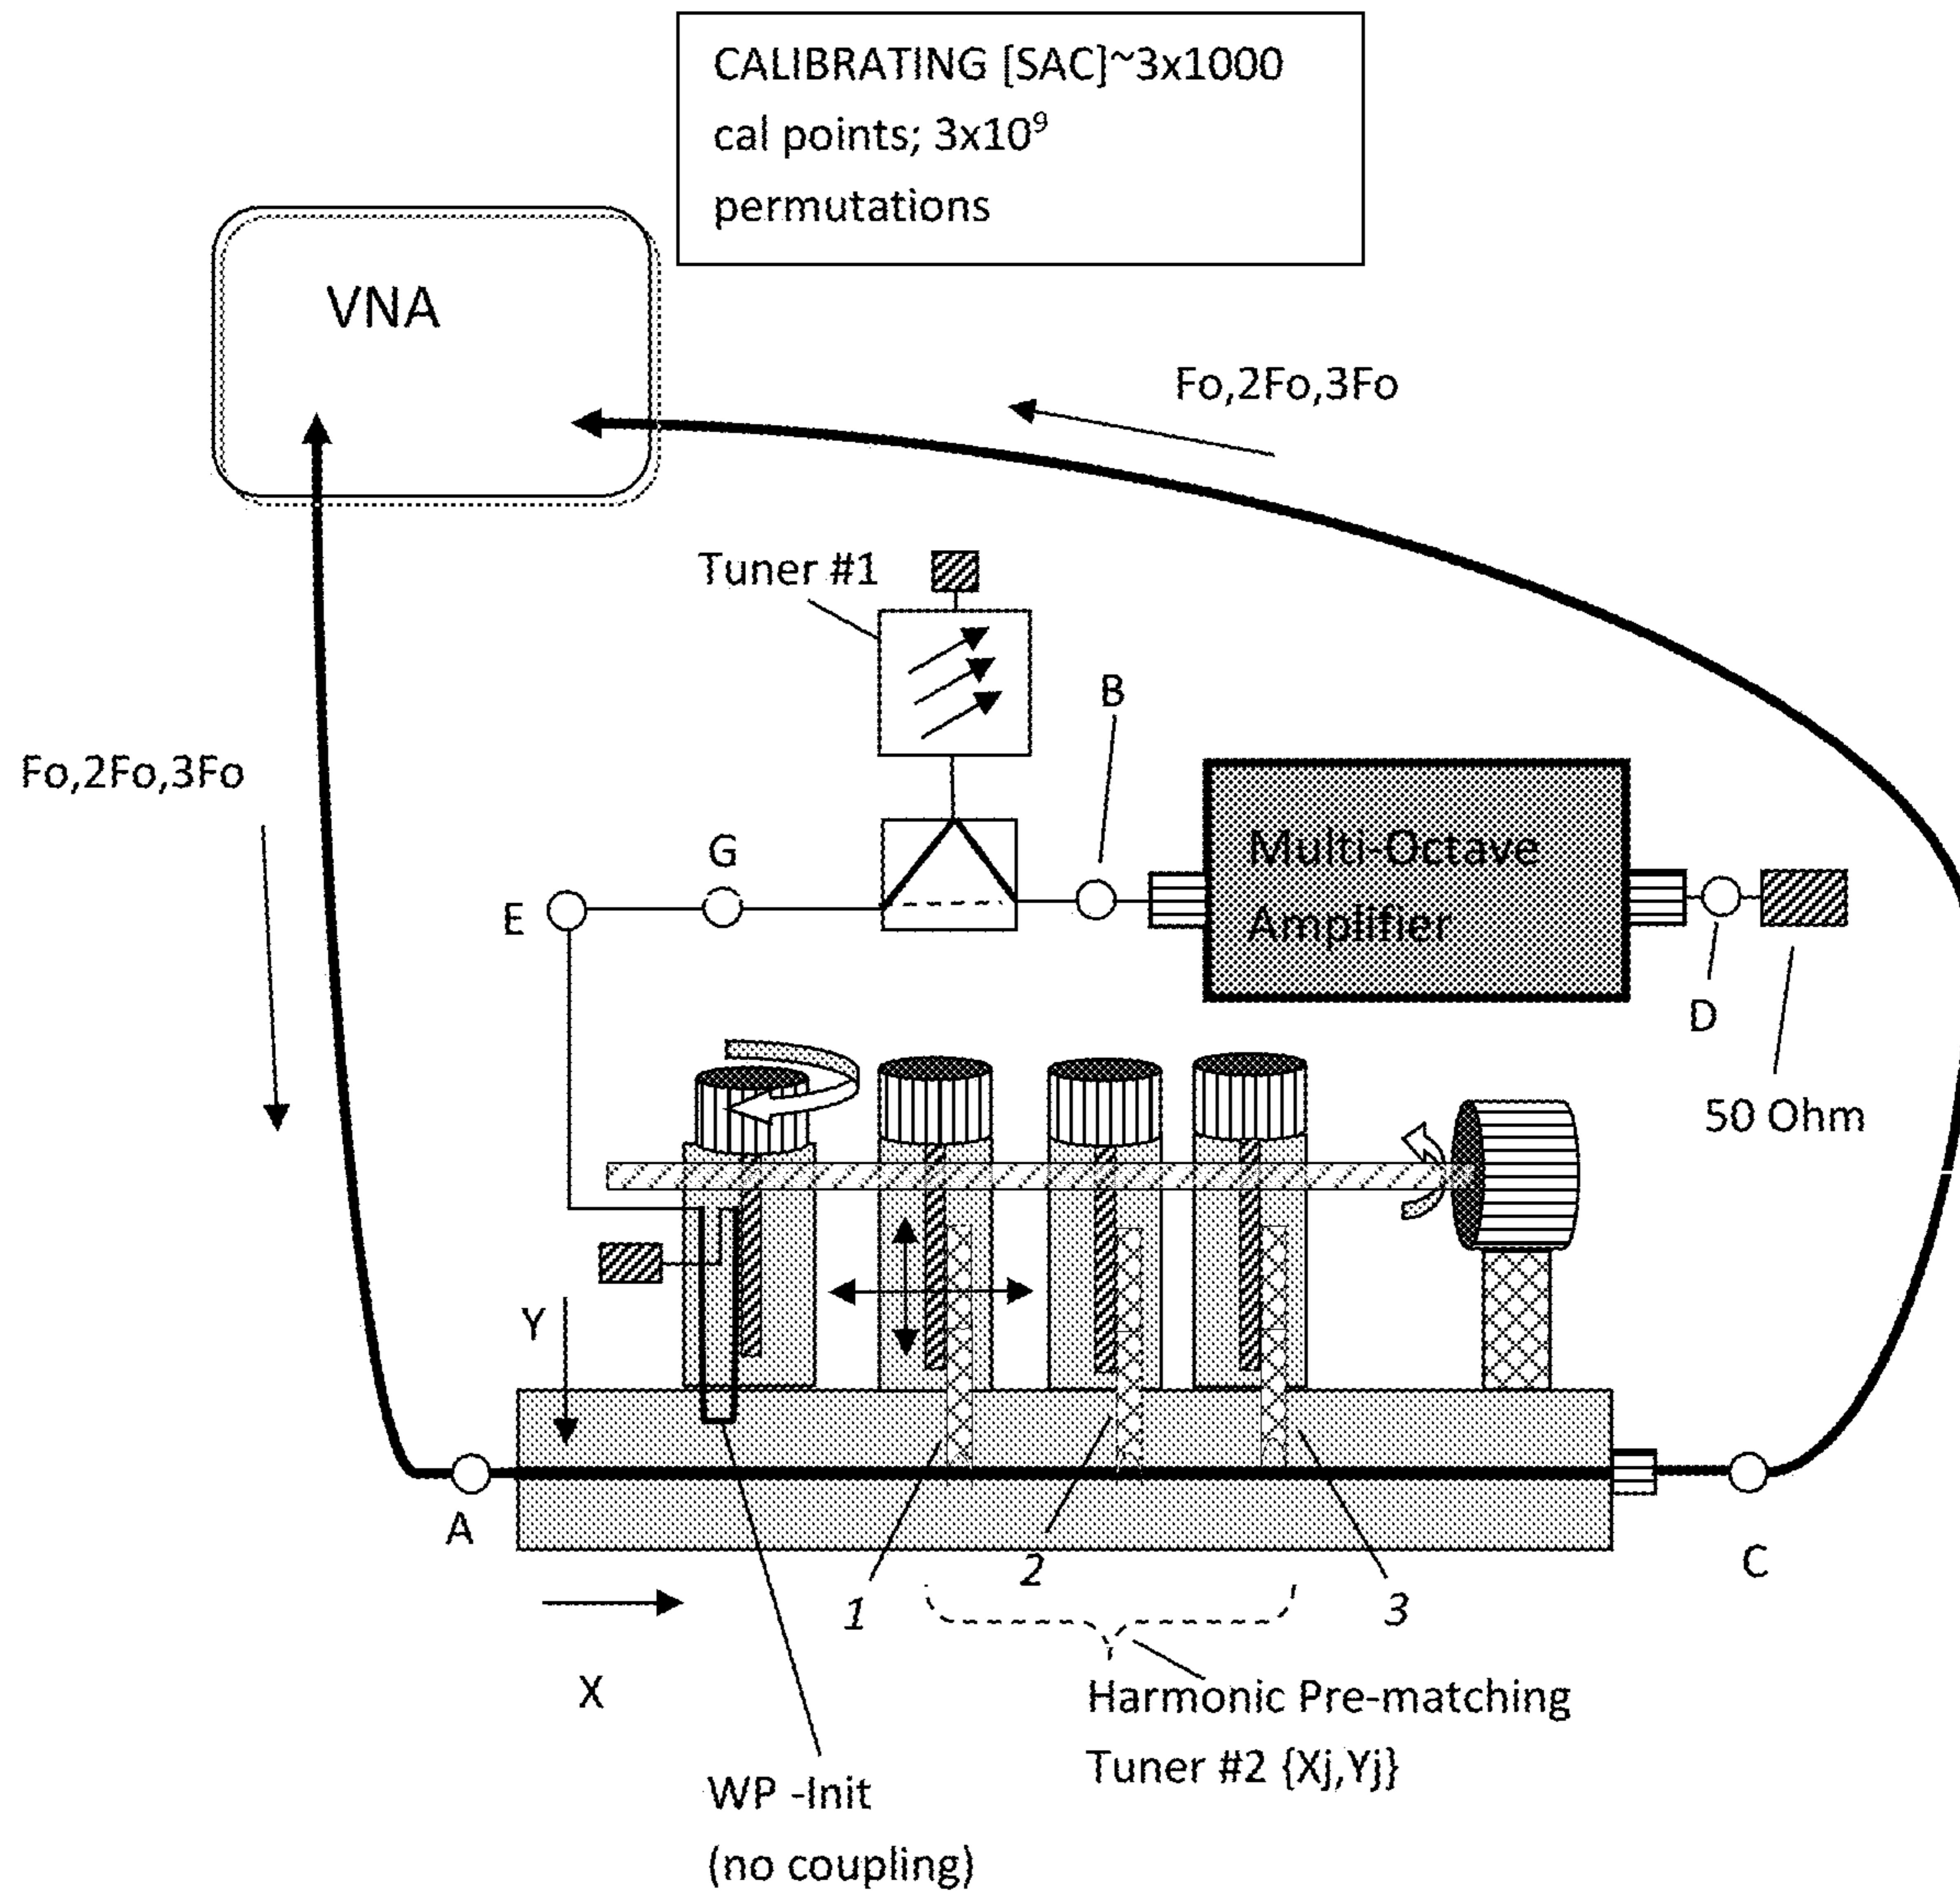 CALIBRATING [SAC]~3x1000
cal points; 3x10⁹
permutations
VNA
Fo,2Fo,3Fo
Tuner #1
B
Fo,2Fo,3Fo
G
Multi-Octave
E
Amplifier
D
50 Ohm
Y
A
C
1
2
3
X
Harmonic Pre-matching
Tuner #2 {Xj,Yj}
WP -Init
(no coupling)